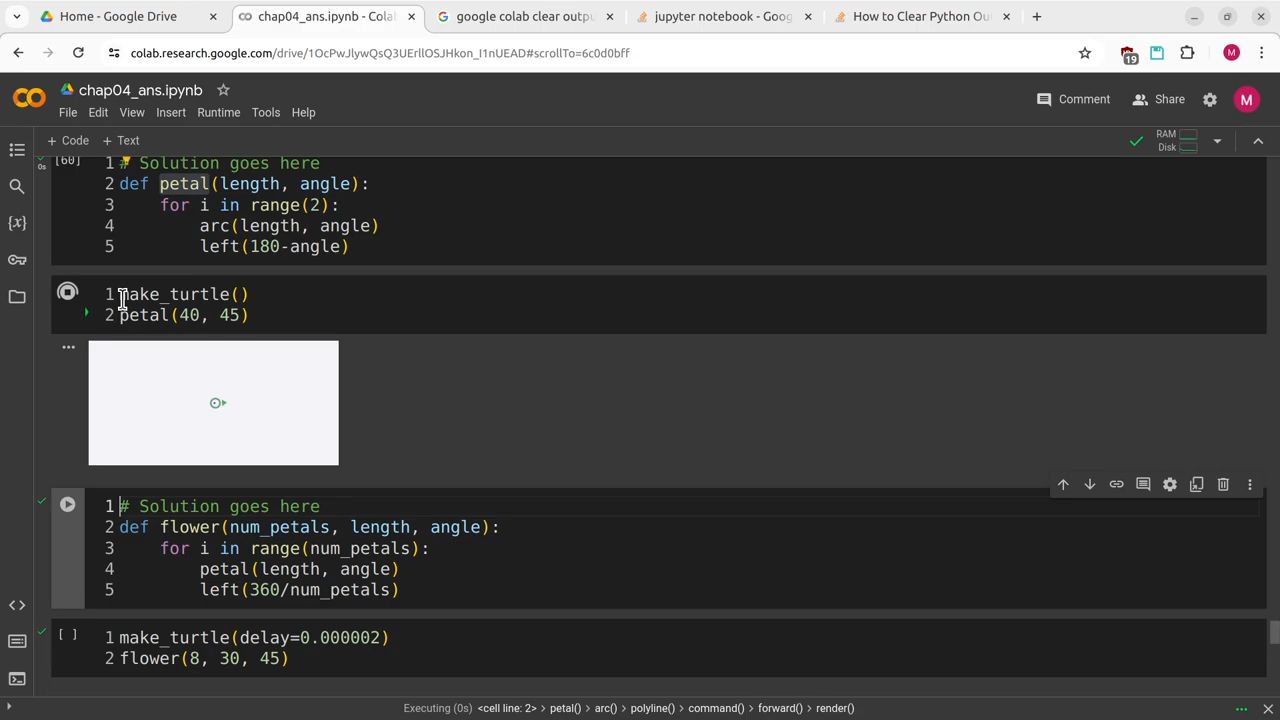 Home - Google Drive
chap04_ans.ipynb - Colab
google colab clear outpu
jupyter notebook - Goog
How to Clear Python Ou
colab.research.google.com/drive/1OcPwJlywQsQ3UErllOSJHkon_I1nUEAD#scrollTo=6c0d0bff
19
M
chap04_ans.ipynb
Comment
Share
M
File Edit View Insert Format Runtime Tools Help
+ Code + Text
RAM
Disk
[60]
0s
1 # Solution goes here
2 def petal(length, angle):
3 for i in range(2):
4 arc(length, angle)
5 left(180-angle)
1 make_turtle()
2 petal(40, 45)
1 # Solution goes here
2 def flower(num_petals, length, angle):
3 for i in range(num_petals):
4 petal(length, angle)
5 left(360/num_petals)
[ ]
1 make_turtle(delay=0.000002)
2 flower(8, 30, 45)
Executing (0s) <cell line: 2> petal() arc() polyline() command() forward() render()